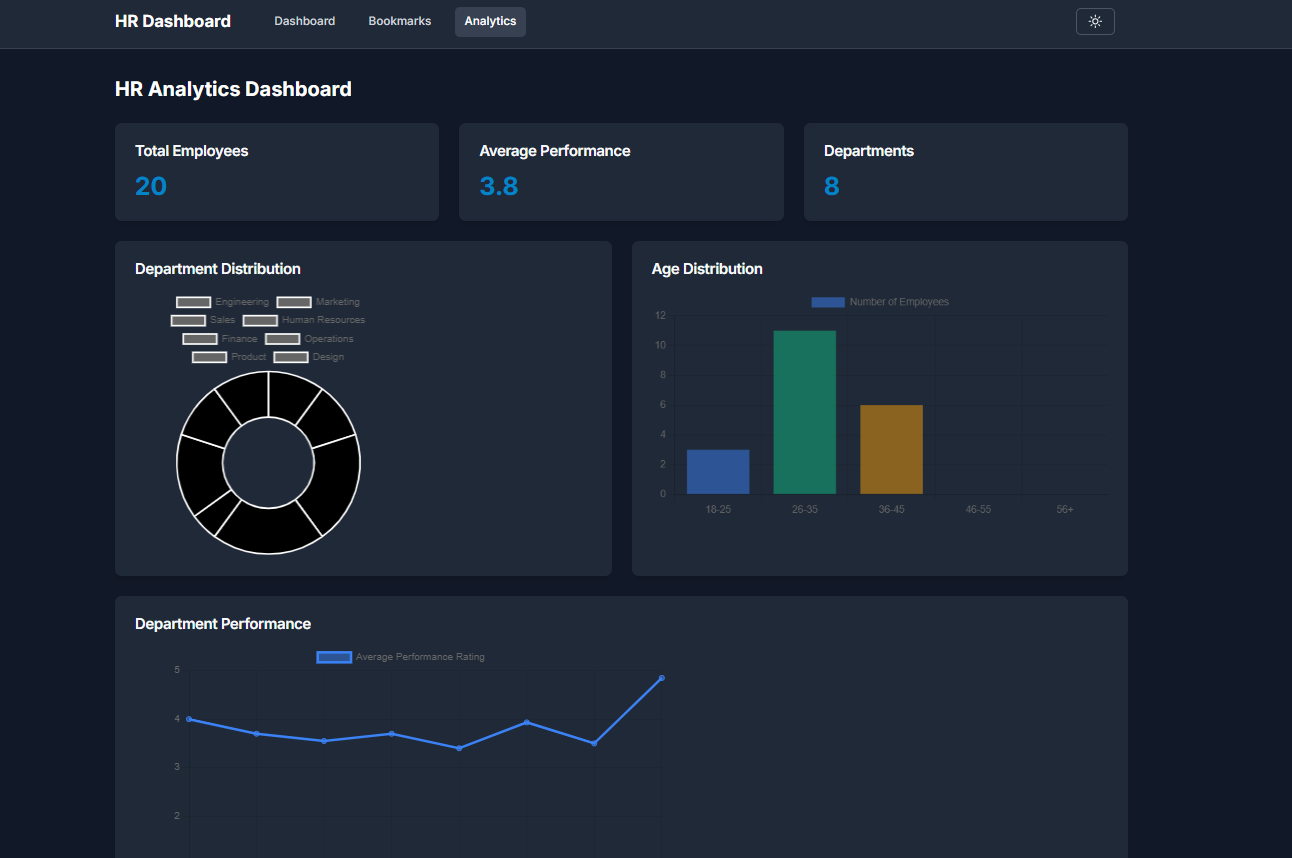 HR Dashboard Dashboard Bookmarks Analytics
HR Analytics Dashboard
Total Employees
20
Average Performance
3.8
Departments
8
Department Distribution
Engineering Marketing
Sales Human Resources
Finance Operations
Product Design
Age Distribution
Number of Employees
12
10
8
6
4
2
0
18-25 26-35 36-45 46-55 56+
Department Performance
Average Performance Rating
5
4
3
2